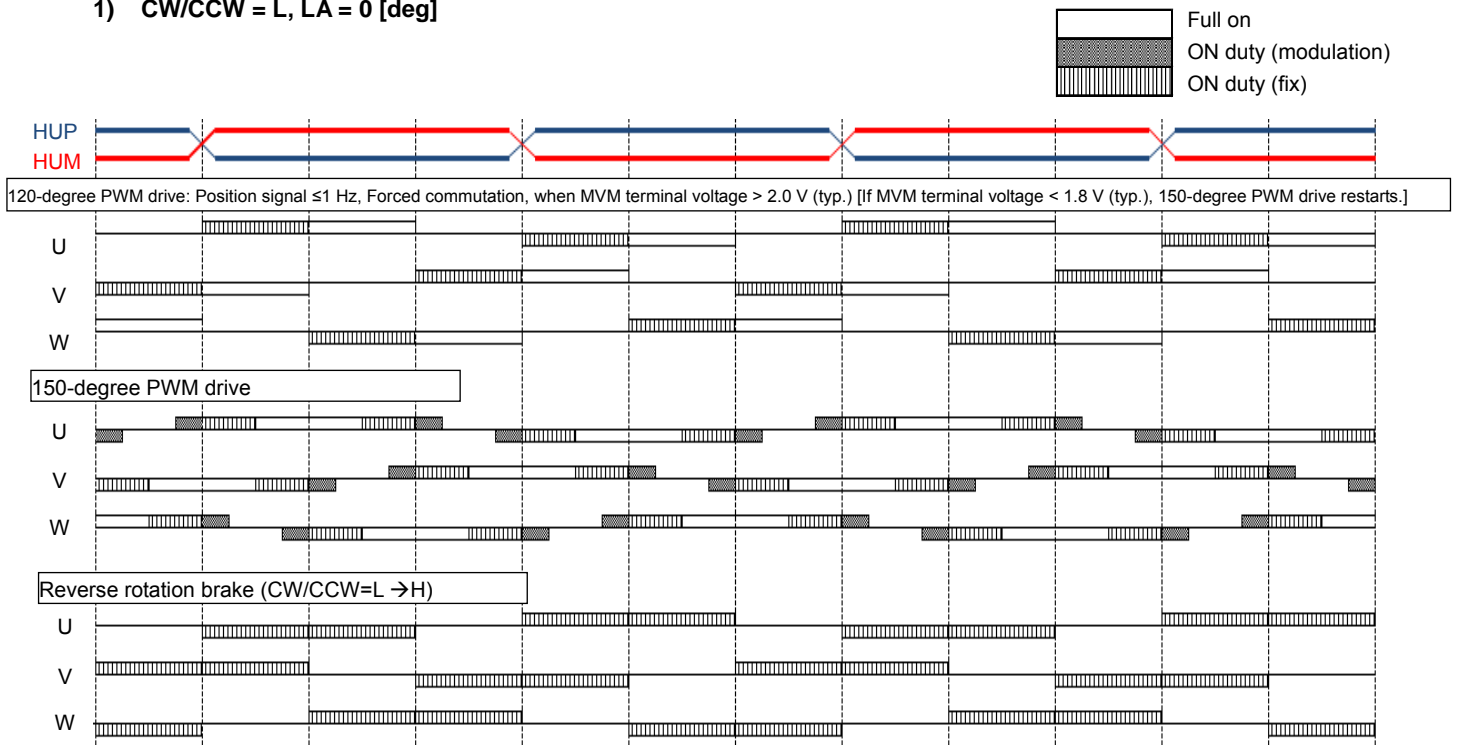 1) CW/CCW = L, LA = 0 [deg]
Full on
ON duty (modulation)
ON duty (fix)
HUP
HUM
120-degree PWM drive: Position signal ≤1 Hz, Forced commutation, when MVM terminal voltage > 2.0 V (typ.) [If MVM terminal voltage < 1.8 V (typ.), 150-degree PWM drive restarts.]
U
V
W
150-degree PWM drive
U
V
W
Reverse rotation brake (CW/CCW=L →H)
U
V
W